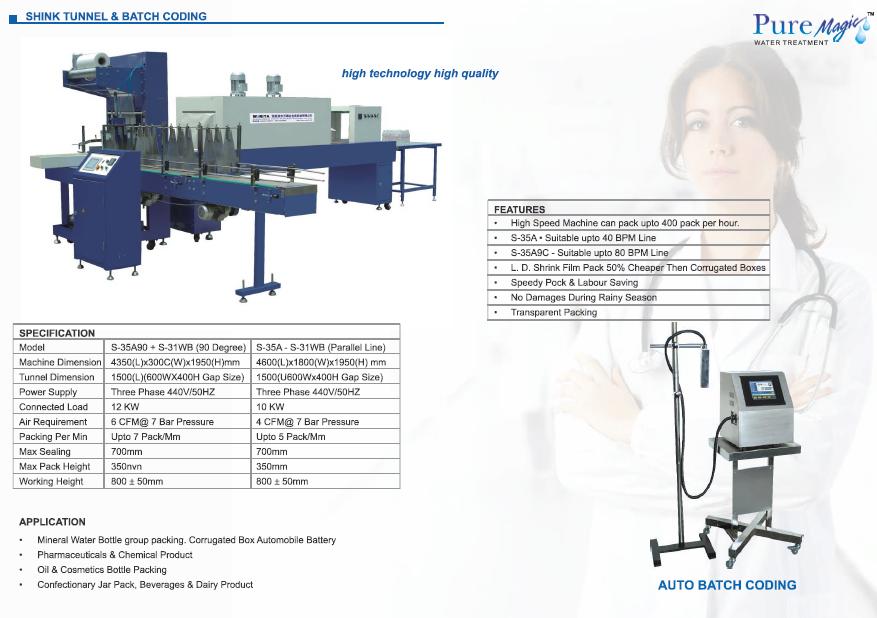 SHINK TUNNEL & BATCH CODING
Pure Magic™
WATER TREATMENT
high technology high quality
FEATURES
• High Speed Machine can pack upto 400 pack per hour.
• S-35A • Suitable upto 40 BPM Line
• S-35A9C - Suitable upto 80 BPM Line
• L. D. Shrink Film Pack 50% Cheaper Then Corrugated Boxes
• Speedy Pock & Labour Saving
• No Damages During Rainy Season
• Transparent Packing
SPECIFICATION
Model S-35A90 + S-31WB (90 Degree) S-35A - S-31WB (Parallel Line)
Machine Dimension 4350(L)x300C(W)x1950(H)mm 4600(L)x1800(W)x1950(H) mm
Tunnel Dimension 1500(L)(600WX400H Gap Size) 1500(U600Wx400H Gap Size)
Power Supply Three Phase 440V/50HZ Three Phase 440V/50HZ
Connected Load 12 KW 10 KW
Air Requirement 6 CFM@ 7 Bar Pressure 4 CFM@ 7 Bar Pressure
Packing Per Min Upto 7 Pack/Mm Upto 5 Pack/Mm
Max Sealing 700mm 700mm
Max Pack Height 350nvn 350mm
Working Height 800 ± 50mm 800 ± 50mm
APPLICATION
• Mineral Water Bottle group packing. Corrugated Box Automobile Battery
• Pharmaceuticals & Chemical Product
• Oil & Cosmetics Bottle Packing
• Confectionary Jar Pack, Beverages & Dairy Product
AUTO BATCH CODING